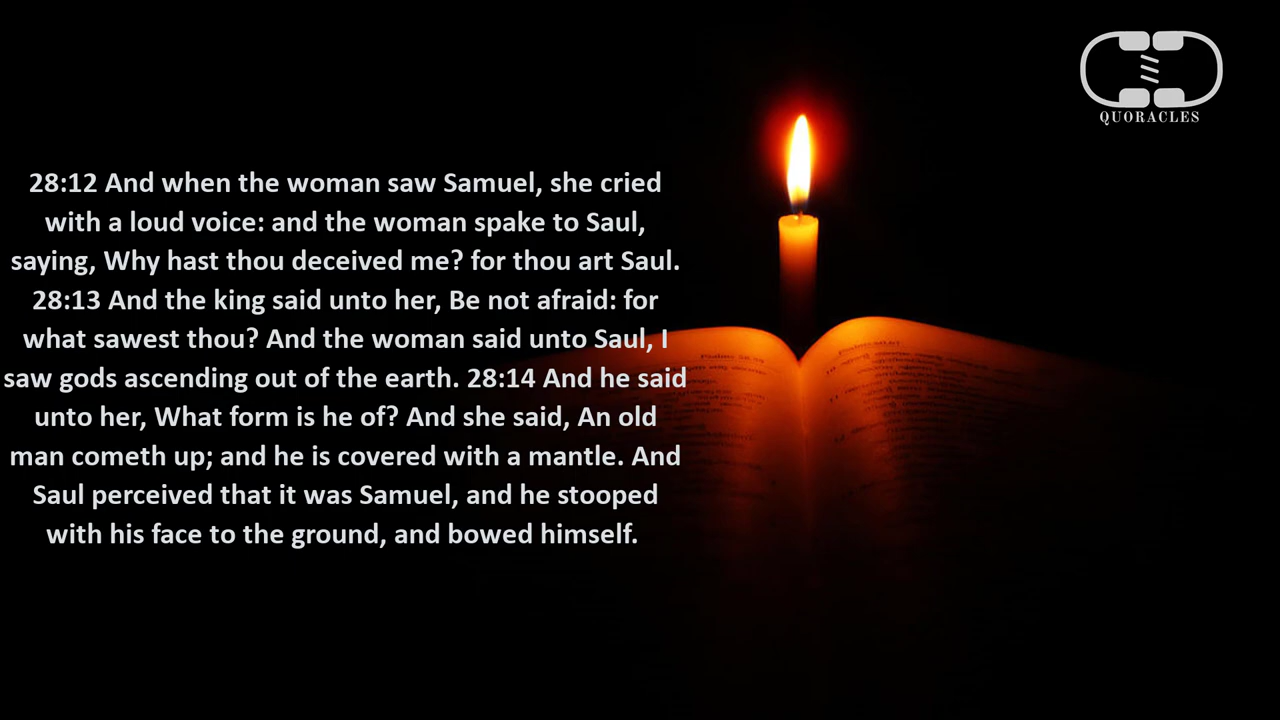 QUORACLES
28:12 And when the woman saw Samuel, she cried
with a loud voice: and the woman spake to Saul,
saying, Why hast thou deceived me? for thou art Saul.
28:13 And the king said unto her, Be not afraid: for
what sawest thou? And the woman said unto Saul, I
saw gods ascending out of the earth. 28:14 And he said
unto her, What form is he of? And she said, An old
man cometh up; and he is covered with a mantle. And
Saul perceived that it was Samuel, and he stooped
with his face to the ground, and bowed himself.